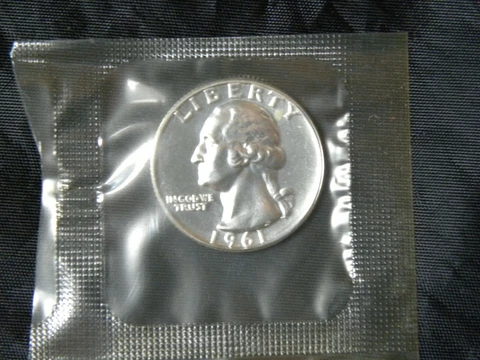 LIBERTY
IN GOD WE
TRUST
1961